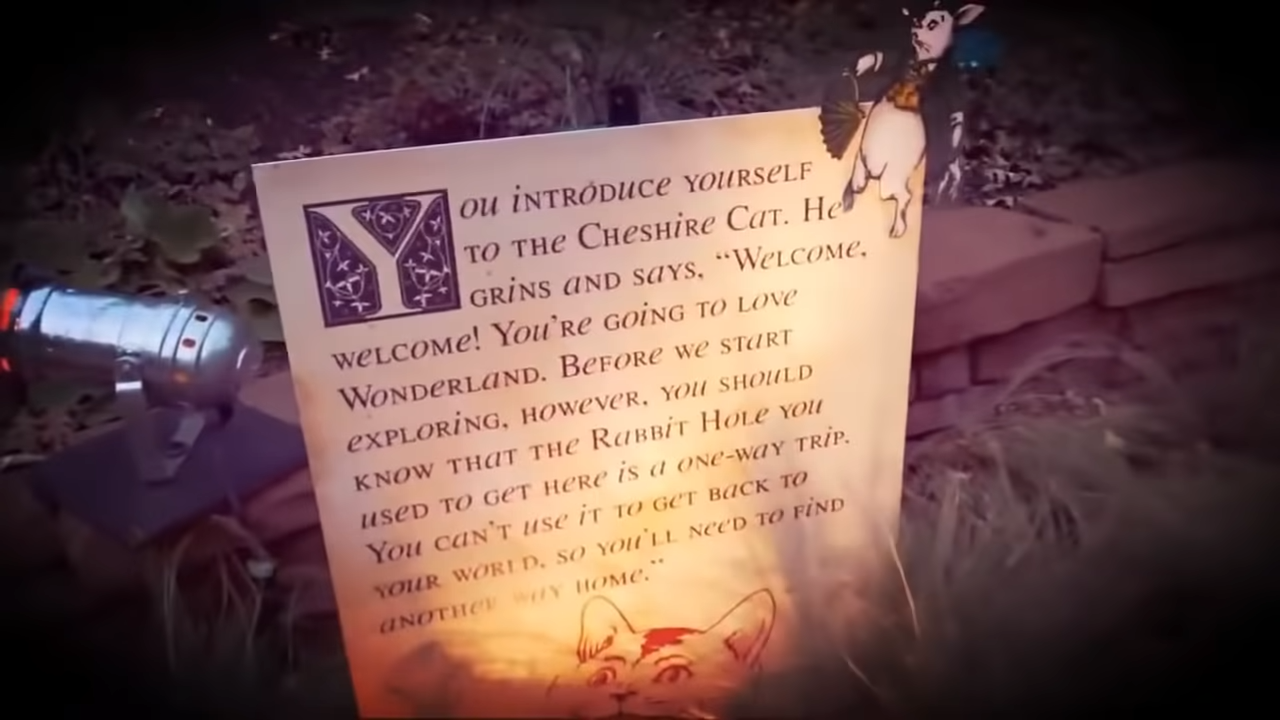 You introduce yourself
to the Cheshire Cat. He
grins and says, “Welcome,
welcome! You’re going to love
Wonderland. Before we start
exploring, however, you should
know that the Rabbit Hole you
used to get here is a one-way trip.
You can’t use it to get back to
your world, so you’ll need to find
another way home.”